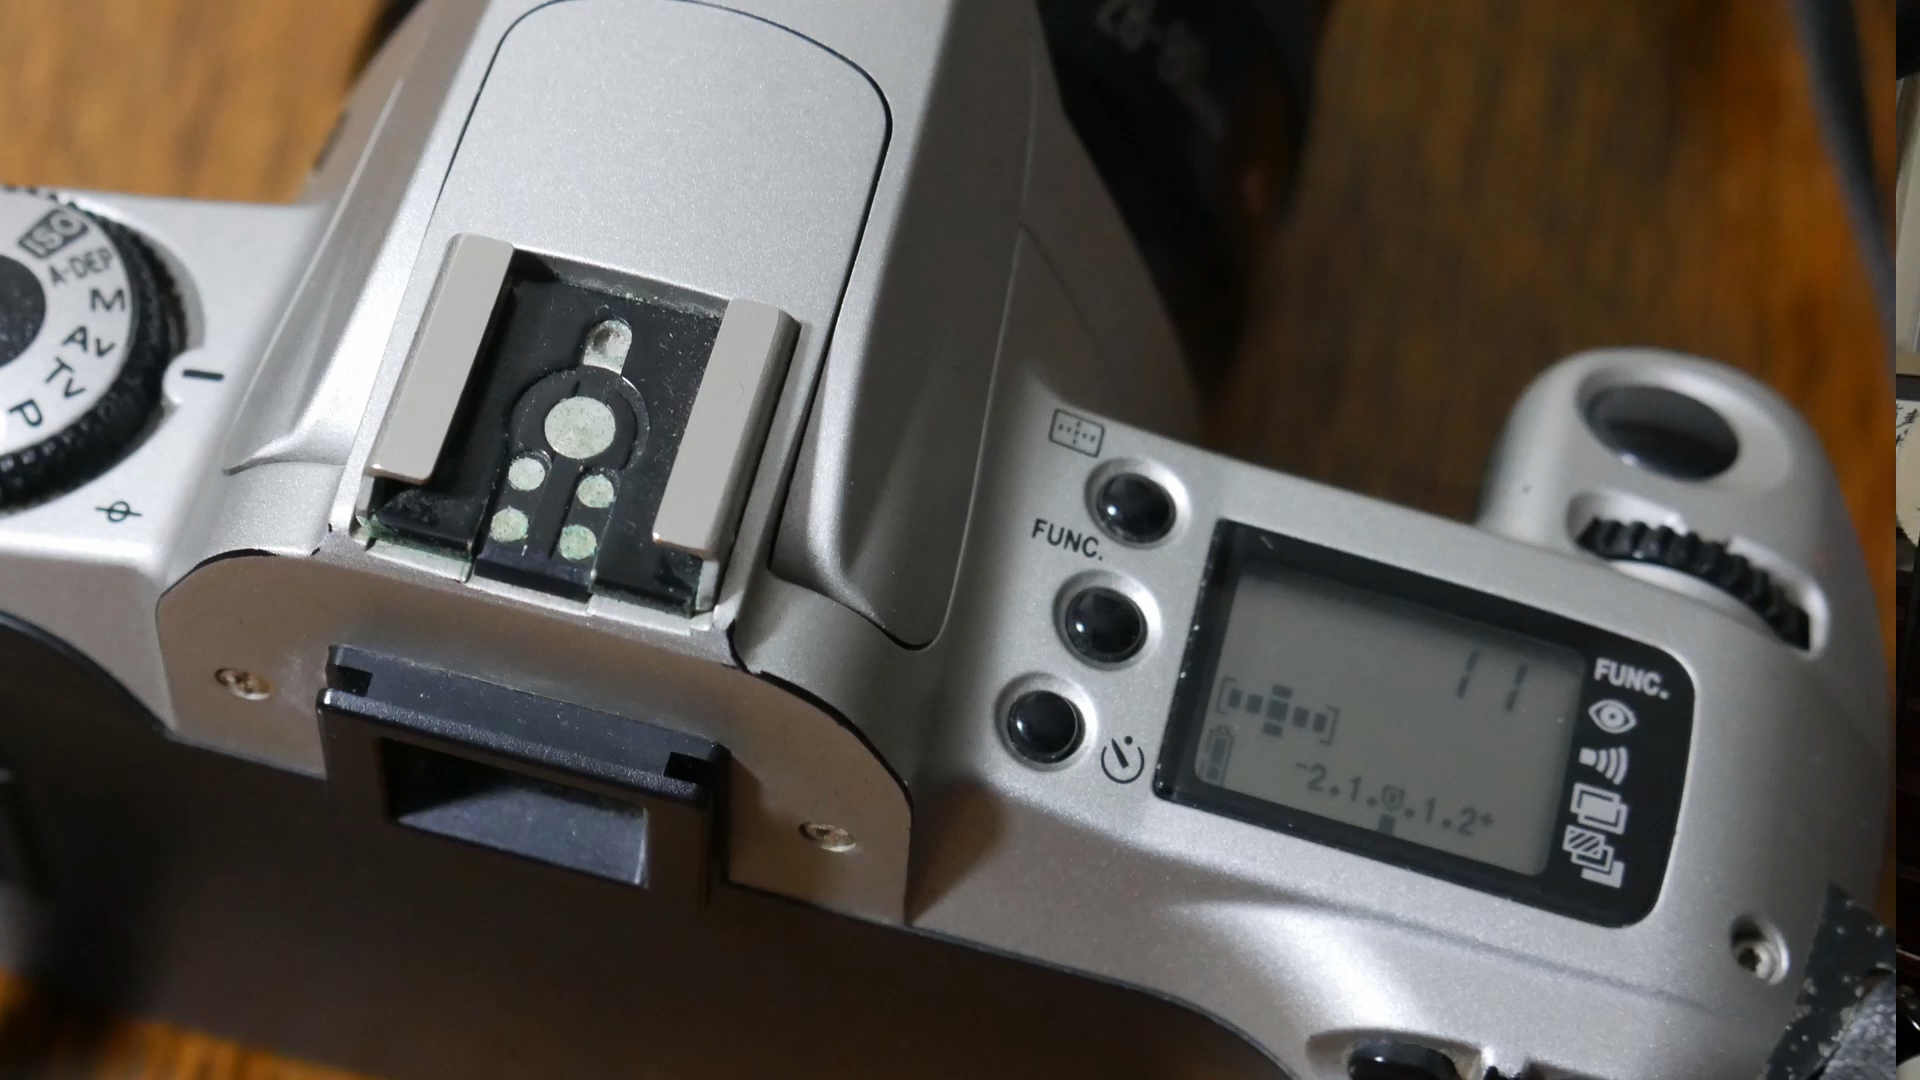 ISO
A-DEP
M
Av
Tv
P
FUNC.
11
FUNC.
-2.1.0.1.2+